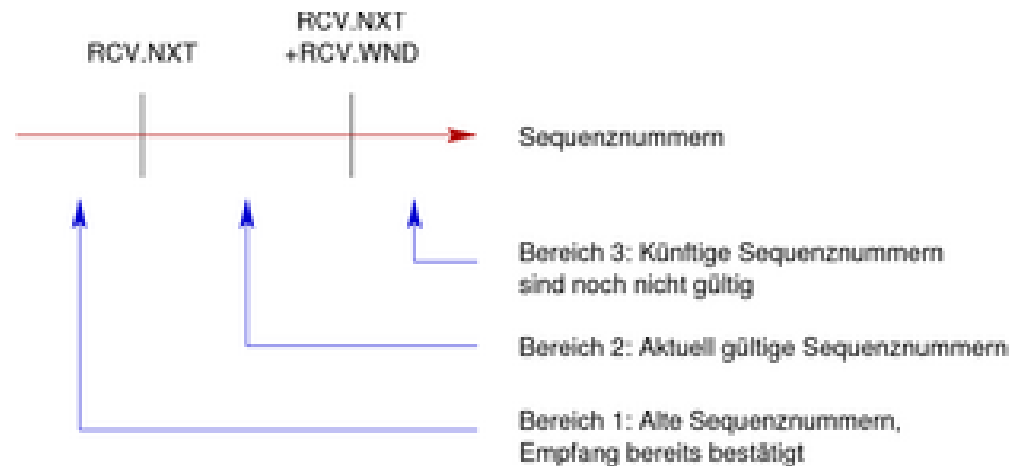 RCV.NXT
RCV.NXT
+RCV.WND
Sequenznummern
Bereich 3: Künftige Sequenznummern
sind noch nicht gültig
Bereich 2: Aktuell gültige Sequenznummern
Bereich 1: Alte Sequenznummern,
Empfang bereits bestätigt